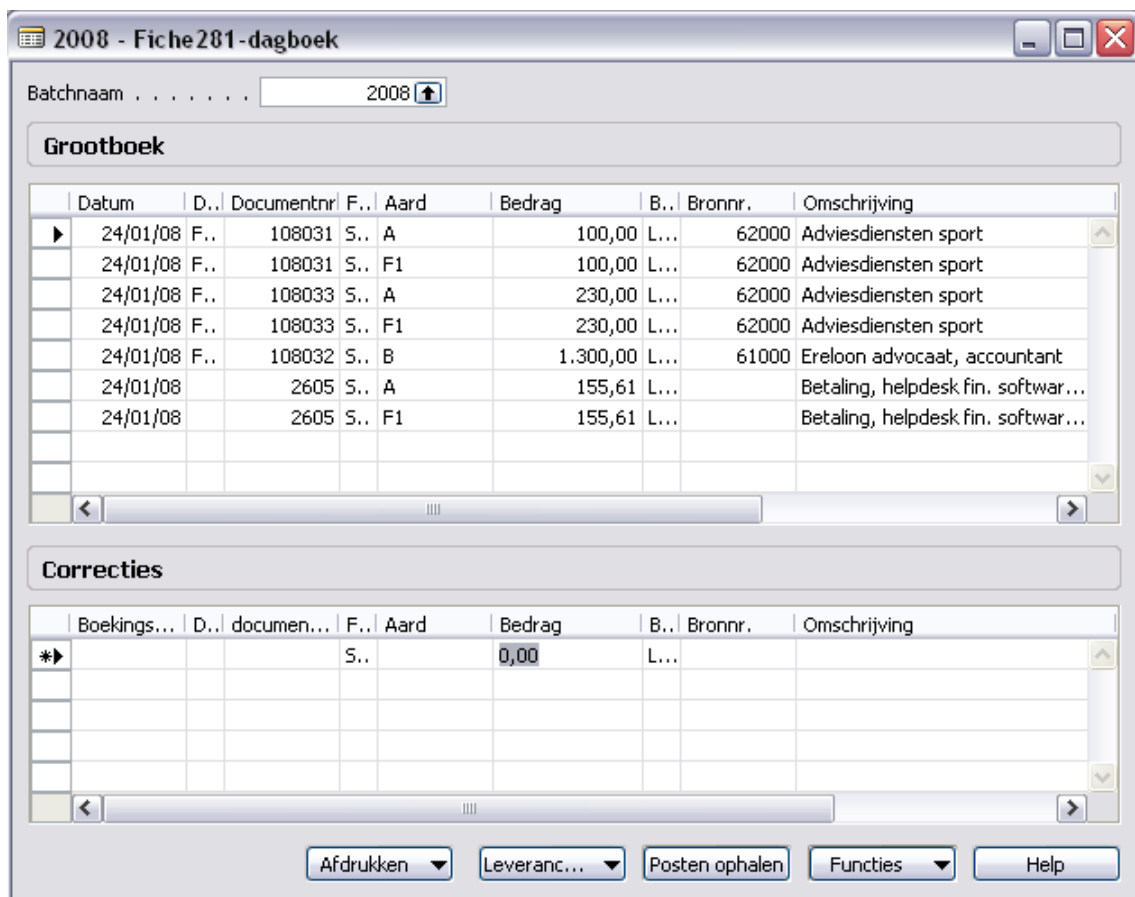 2008 - Fiche281-dagboek
Batchnaam . . . . . . . 2008
Grootboek
Datum D.. Documentnr F.. Aard Bedrag B.. Bronnr. Omschrijving
24/01/08 F.. 108031 S.. A 100,00 L... 62000 Adviesdiensten sport
24/01/08 F.. 108031 S.. F1 100,00 L... 62000 Adviesdiensten sport
24/01/08 F.. 108033 S.. A 230,00 L... 62000 Adviesdiensten sport
24/01/08 F.. 108033 S.. F1 230,00 L... 62000 Adviesdiensten sport
24/01/08 F.. 108032 S.. B 1.300,00 L... 61000 Ereloon advocaat, accountant
24/01/08 2605 S.. A 155,61 L... Betaling, helpdesk fin. softwar...
24/01/08 2605 S.. F1 155,61 L... Betaling, helpdesk fin. softwar...
Correcties
Boekings... D.. documen... F.. Aard Bedrag B.. Bronnr. Omschrijving
S.. 0,00 L...
Afdrukken Leveranc... Posten ophalen Functies Help